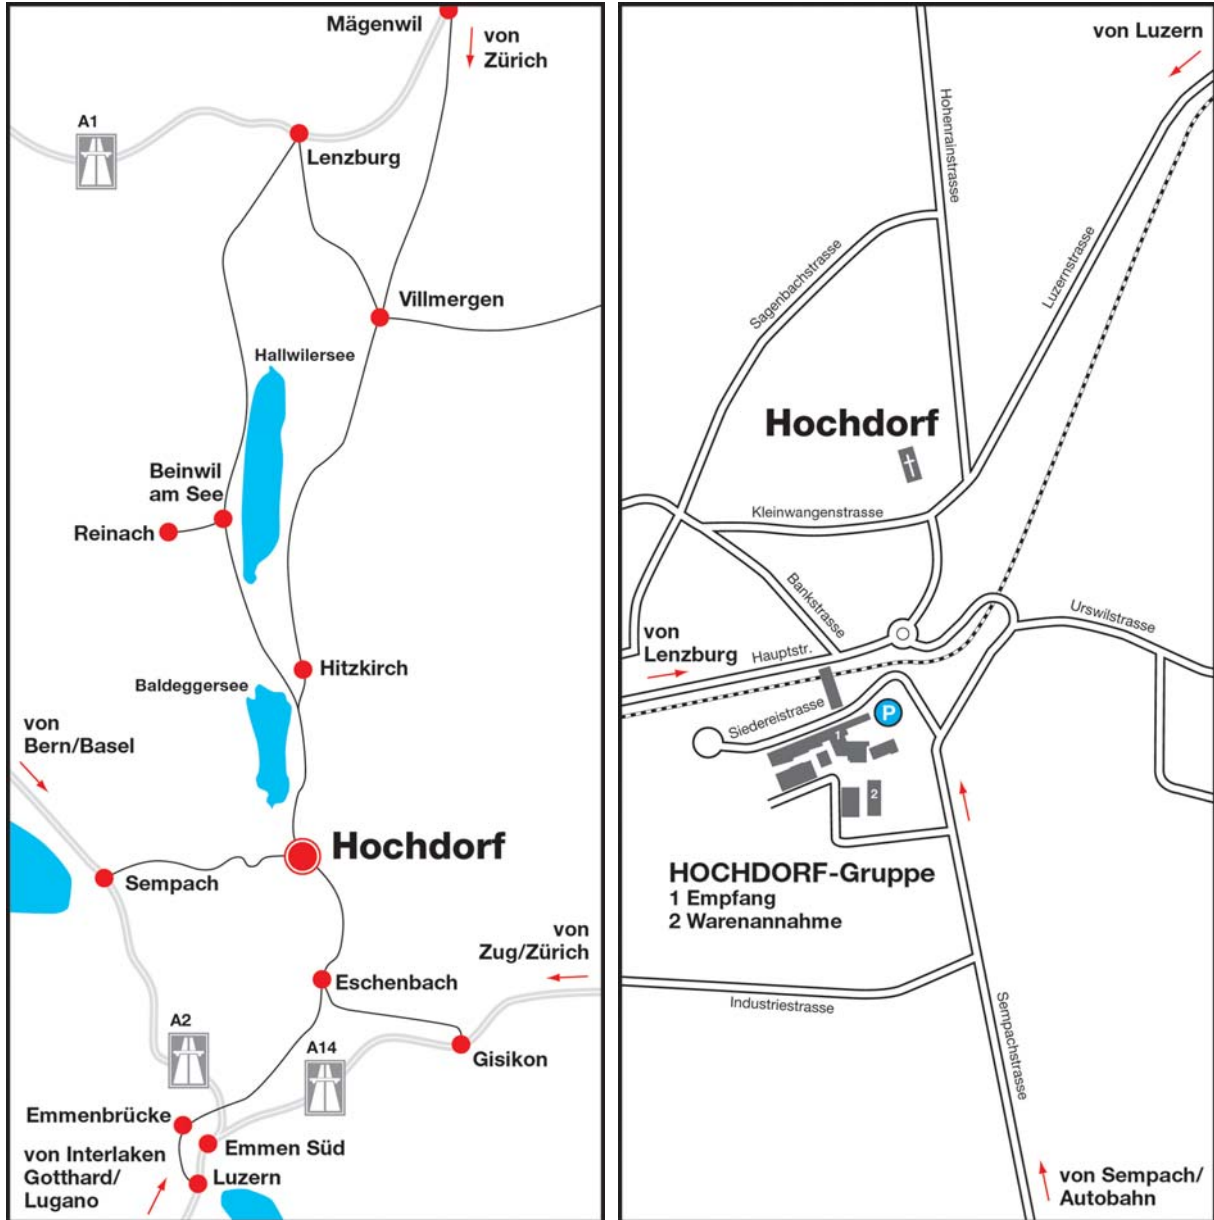 Mägenwil
von
Zürich
A1
Lenzburg
Villmergen
Hallwilersee
Beinwil
am See
Reinach
Hitzkirch
Baldeggersee
von
Bern/Basel
Hochdorf
Sempach
von
Zug/Zürich
Eschenbach
A2
A14
Gisikon
Emmenbrücke
Emmen Süd
von Interlaken
Gotthard/
Lugano
Luzern
von Luzern
Hohenrainstrasse
Sagenbachstrasse
Luzernstrasse
Hochdorf
Kleinwangenstrasse
Bankstrasse
Urswilstrasse
von
Lenzburg
Hauptstr.
Siedereistrasse
P
1
2
HOCHDORF-Gruppe
1 Empfang
2 Warenannahme
Industriestrasse
Sempachstrasse
von Sempach/
Autobahn